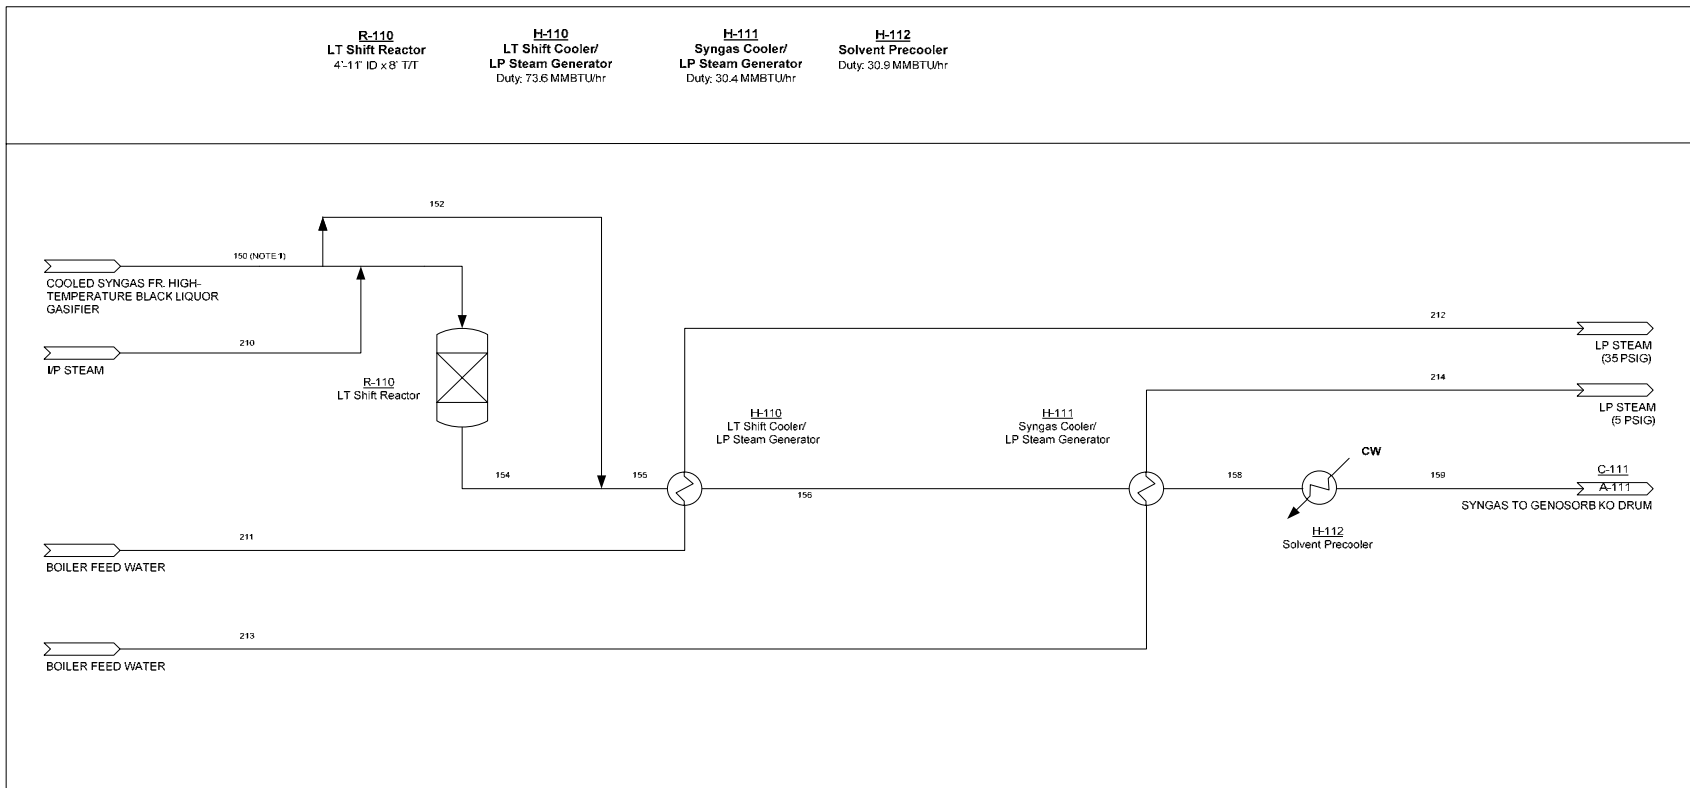 R-110
LT Shift Reactor
4'-11" ID x 8' T/T
H-110
LT Shift Cooler/
LP Steam Generator
Duty: 73.6 MMBTU/hr
H-111
Syngas Cooler/
LP Steam Generator
Duty: 30.4 MMBTU/hr
H-112
Solvent Precooler
Duty: 30.9 MMBTU/hr
152
150 (NOTE 1)
COOLED SYNGAS FR. HIGH-
TEMPERATURE BLACK LIQUOR
GASIFIER
210
I/P STEAM
R-110
LT Shift Reactor
212
LP STEAM
(35 PSIG)
214
LP STEAM
(5 PSIG)
H-110
LT Shift Cooler/
LP Steam Generator
H-111
Syngas Cooler/
LP Steam Generator
CW
154
155
156
158
159
C-111
A-111
SYNGAS TO GENOSORB KO DRUM
H-112
Solvent Precooler
211
BOILER FEED WATER
213
BOILER FEED WATER